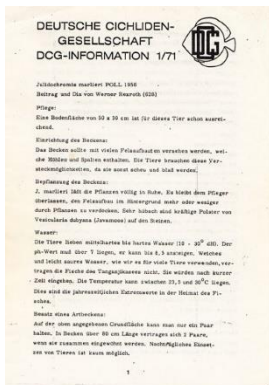 DEUTSCHE CICHLIDEN-
GESELLSCHAFT
DCG-INFORMATION 1/71
DCG
Julidochromis marlieri POLL 1956
Beitrag und Dia von Werner Rexroth (628)
Pflege:
Eine Bodenfläche von 50 x 30 cm ist für dieses Tier schon ausrei-
chend.
Einrichtung des Beckens:
Das Becken sollte mit vielen Felsaufbauten versehen werden, wel-
che Höhlen und Spalten enthalten. Die Tiere brauchen diese Ver-
steckmöglichkeiten, da sie sonst scheu und blaß werden.
Bepflanzung des Beckens:
J. marlieri läßt die Pflanzen völlig in Ruhe. Es bleibt dem Pfleger
überlassen, den Felsaufbau im Hintergrund mehr oder weniger
durch Pflanzen zu verdecken. Sehr hübsch sind kräftige Polster von
Vesicularia dubyana (Javamoos) auf den Steinen.
Wasser:
Die Tiere lieben mittelhartes bis hartes Wasser (10 - 30° dH). Der
pH-Wert muß über 7 liegen, er kann bis 8,5 ansteigen. Weiches
und leicht saures Wasser, wie wir es für viele Tiere verwenden, ver-
tragen die Fische des Tanganjikasees nicht. Sie würden nach kurzer
Zeit eingehen. Die Temperatur kann zwischen 23,5 und 30°C liegen.
Dies sind die jahreszeitlichen Extremwerte in der Heimat des Fi-
sches.
Besatz eines Artbeckens:
Auf der oben angegebenen Grundfläche kann man nur ein Paar
halten. In Becken über 80 cm Länge vertragen sich 2 Paare,
wenn sie zusammen eingewöhnt werden. Nachträgliches Einset-
zen von Tieren ist kaum möglich.
1